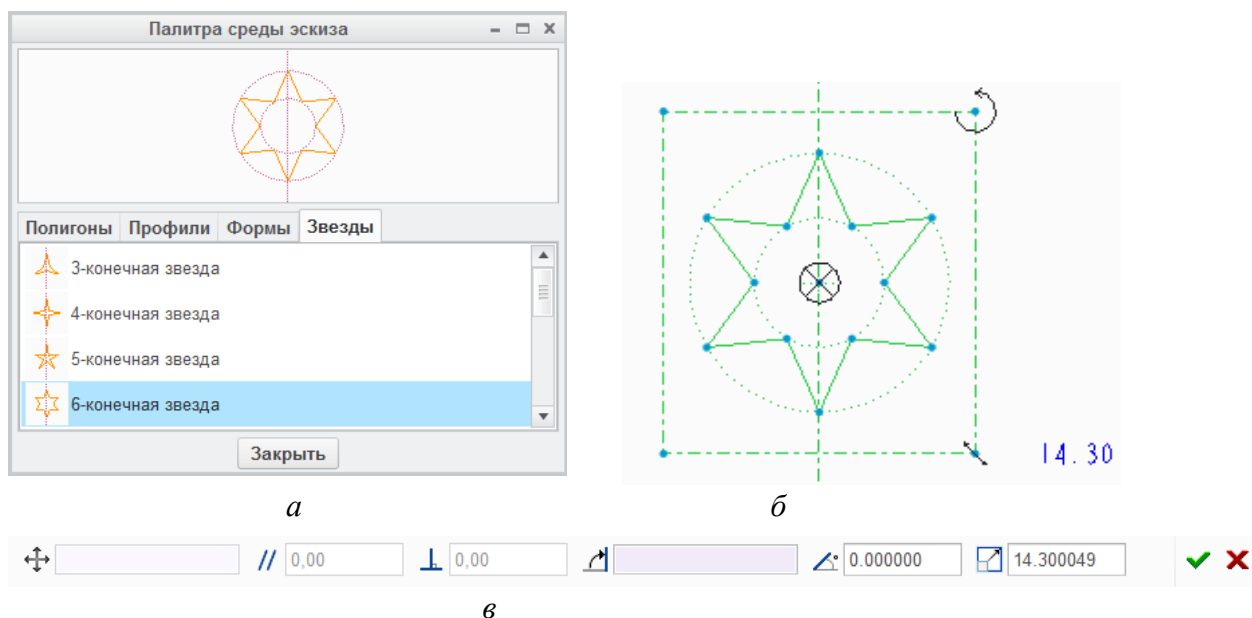 Палитра среды эскиза
Полигоны Профили Формы Звезды
3-конечная звезда
4-конечная звезда
5-конечная звезда
6-конечная звезда
Закрыть
14.30
а б
0,00 0,00 0.000000 14.300049
в